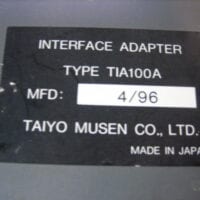 INTERFACE ADAPTER
TYPE TIA100A
MFD: 4/96
TAIYO MUSEN CO., LTD.
MADE IN JAPAN